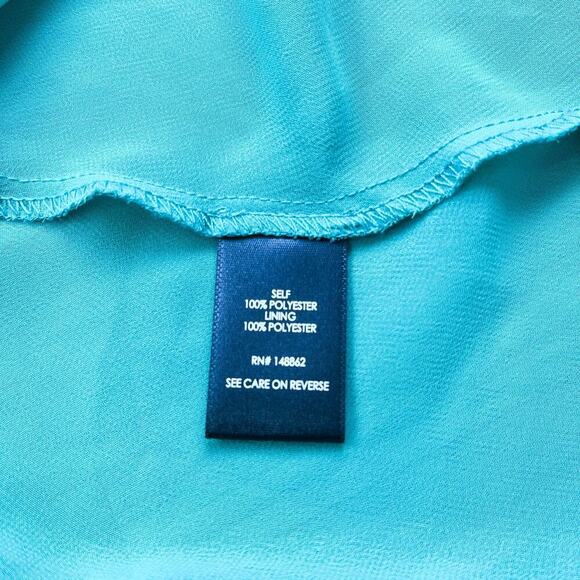 SELF
100% POLYESTER
LINING
100% POLYESTER
RN# 148862
SEE CARE ON REVERSE